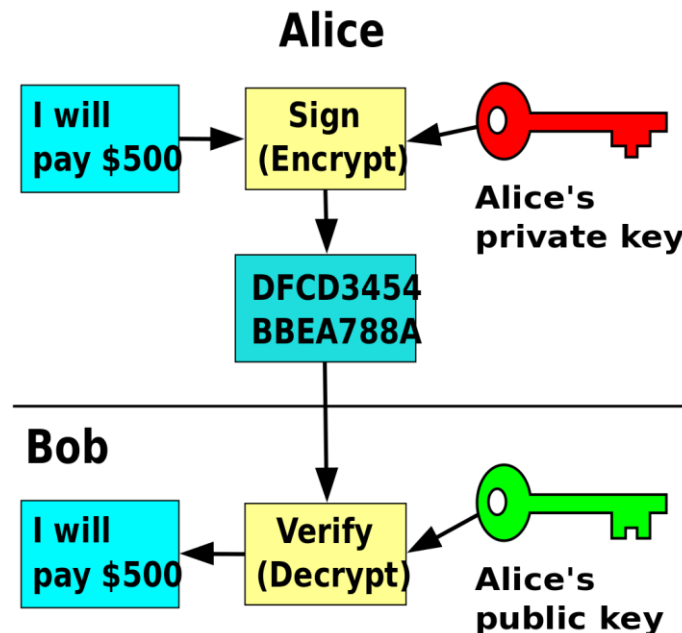 Alice
I will
pay $500
Sign
(Encrypt)
Alice's
private key
DFCD3454
BBEA788A
Bob
I will
pay $500
Verify
(Decrypt)
Alice's
public key